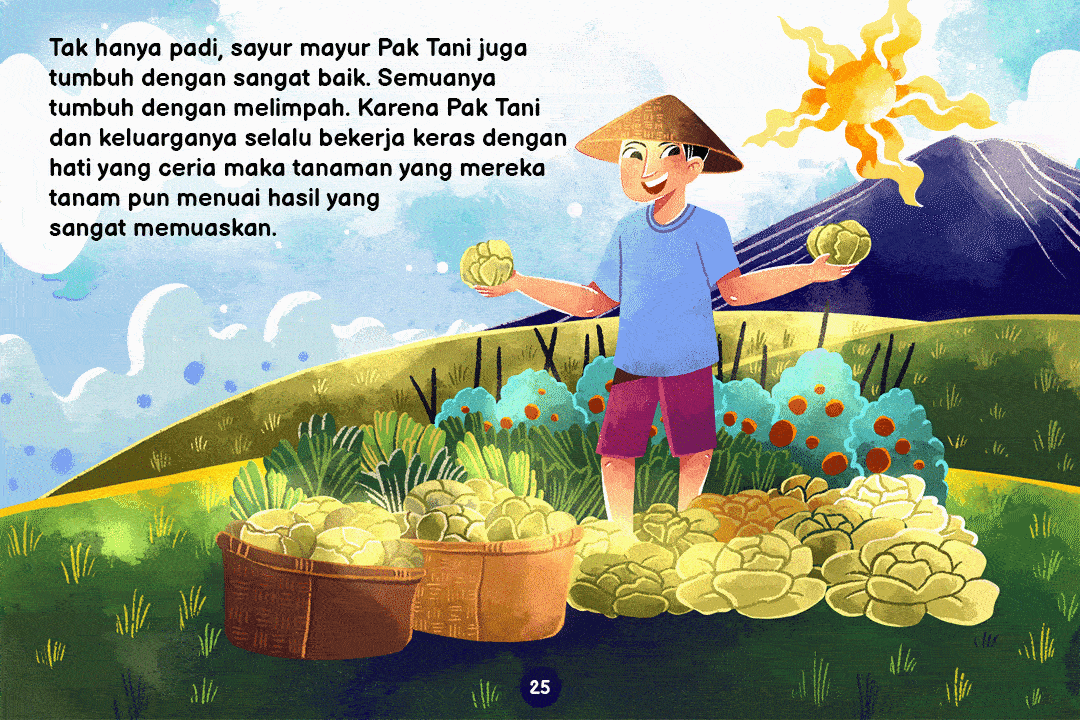 Tak hanya padi, sayur mayur Pak Tani juga
tumbuh dengan sangat baik. Semuanya
tumbuh dengan melimpah. Karena Pak Tani
dan keluarganya selalu bekerja keras dengan
hati yang ceria maka tanaman yang mereka
tanam pun menuai hasil yang
sangat memuaskan.
25